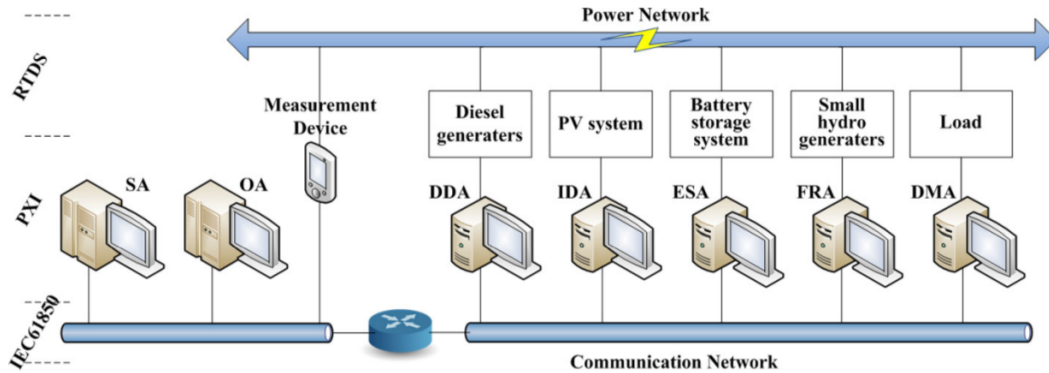 Power Network
RTDS
Measurement
Device
Diesel
generaters
PV system
Battery
storage
system
Small
hydro
generaters
Load
PXI
SA
OA
DDA
IDA
ESA
FRA
DMA
IEC61850
Communication Network